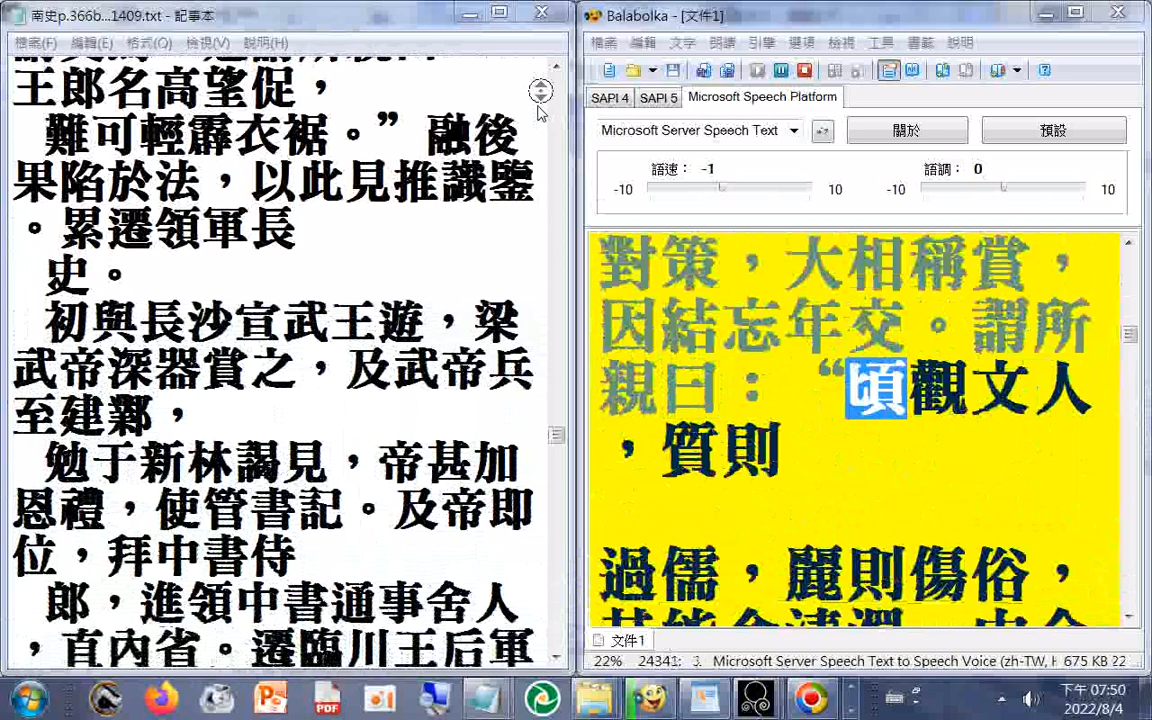 南史p.366b...1409.txt - 記事本
檔案(F) 編輯(E) 格式(O) 檢視(V) 說明(H)
王郎名高望促，
難可輕霹衣裾。”融後
果陷於法，以此見推識鑒
。累遷領軍長
史。
初與長沙宣武王遊，梁
武帝深器賞之，及武帝兵
至建鄴，
勉于新林謁見，帝甚加
恩禮，使管書記。及帝即
位，拜中書侍
郎，進領中書通事舍人
，直內省。遷臨川王后軍
Balabolka - [文件1]
檔案 編輯 文字 朗讀 引擎 選項 檢視 工具 書籤 說明
SAPI 4 SAPI 5 Microsoft Speech Platform
Microsoft Server Speech Text 關於 預設
語速： -1 語調： 0
-10 10 -10 10
對策，大相稱賞，
因結忘年交。謂所
親曰：“頃觀文人
，質則
過儒，麗則傷俗，
文件1
22% 24341: Microsoft Server Speech Text to Speech Voice (zh-TW, H 675 KB 22
PDF
下午 07:50
2022/8/4